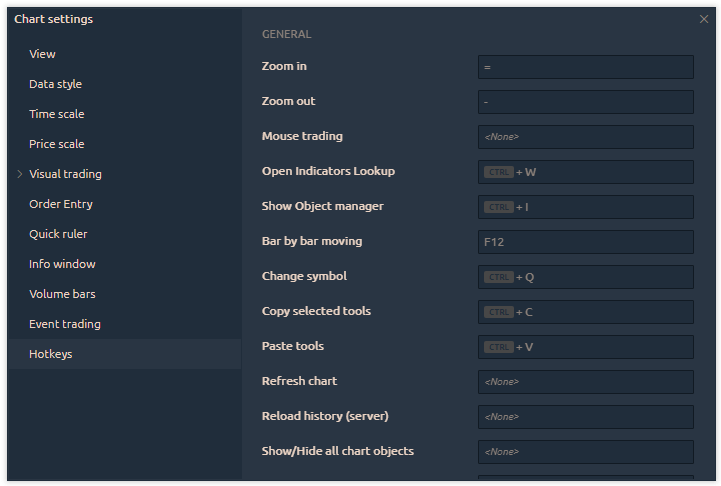 Chart settings
View
Data style
Time scale
Price scale
Visual trading
Order Entry
Quick ruler
Info window
Volume bars
Event trading
Hotkeys
GENERAL
Zoom in =
Zoom out -
Mouse trading <None>
Open Indicators Lookup CTRL + W
Show Object manager CTRL + I
Bar by bar moving F12
Change symbol CTRL + Q
Copy selected tools CTRL + C
Paste tools CTRL + V
Refresh chart <None>
Reload history (server) <None>
Show/Hide all chart objects <None>